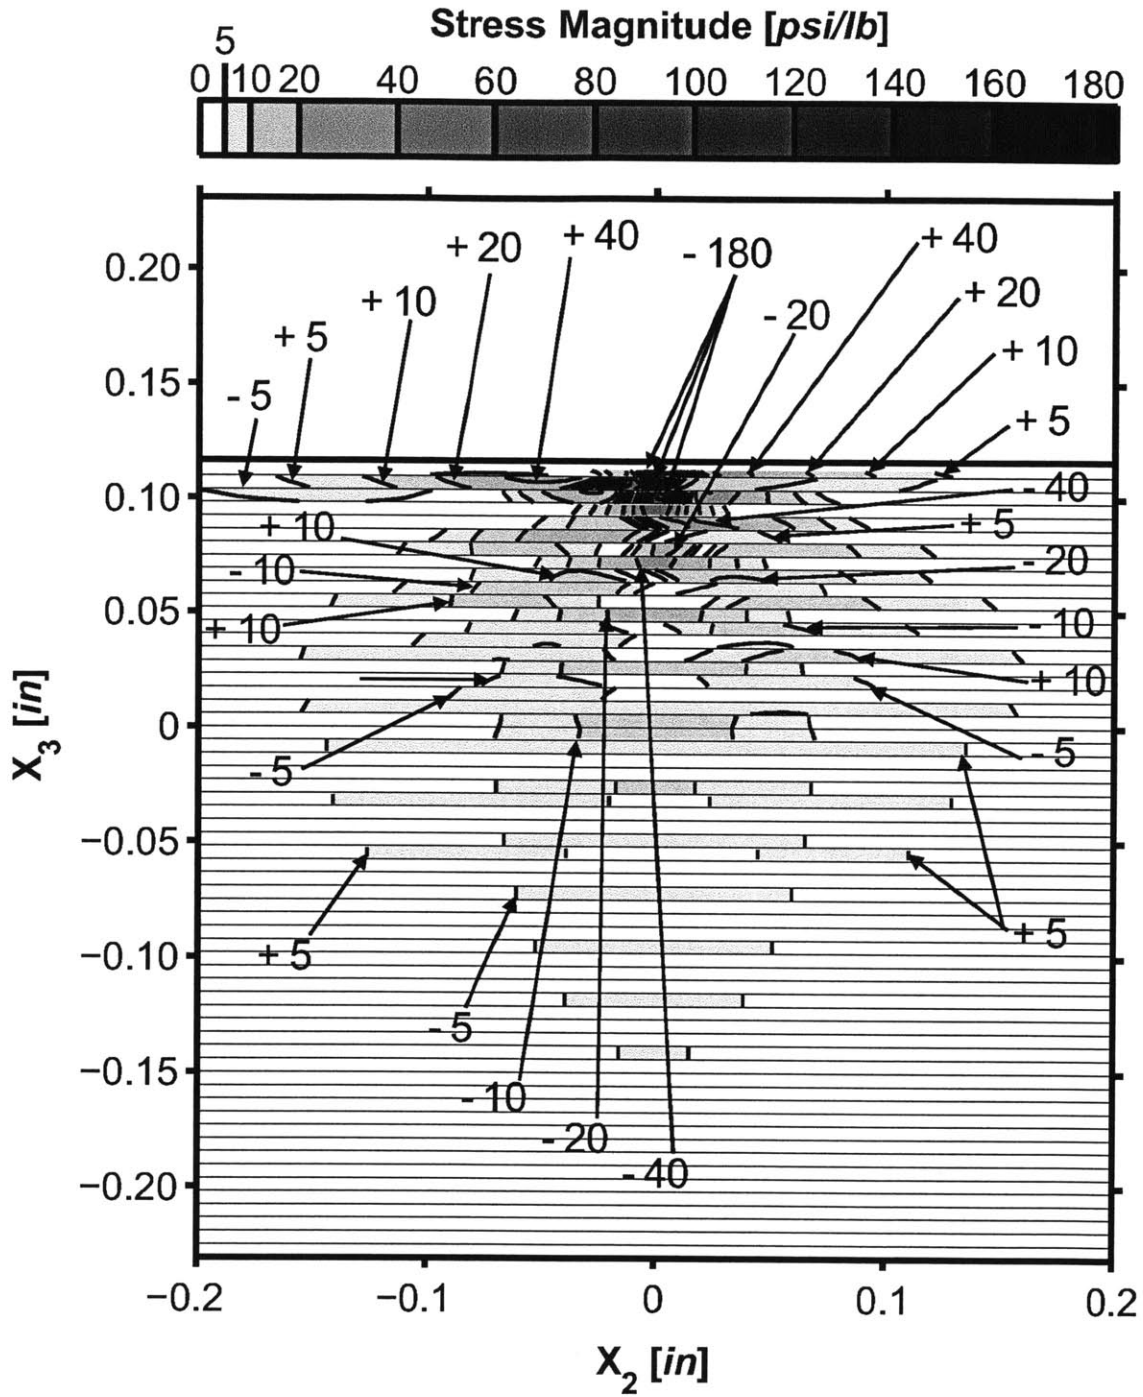 Stress Magnitude [psi/lb]
5
0 10 20 40 60 80 100 120 140 160 180
+ 20 + 40 - 180 + 40
0.20
+ 10 - 20 + 20
+ 5 + 10
0.15
- 5 + 5
0.10 - 40
+ 10 + 5
- 10 - 20
0.05
+ 10 - 10
+ 10
X3 [in]
0
- 5 - 5
−0.05
+ 5 + 5
−0.10
- 5
−0.15
- 10
- 20
- 40
−0.20
−0.2 −0.1 0 0.1 0.2
X2 [in]